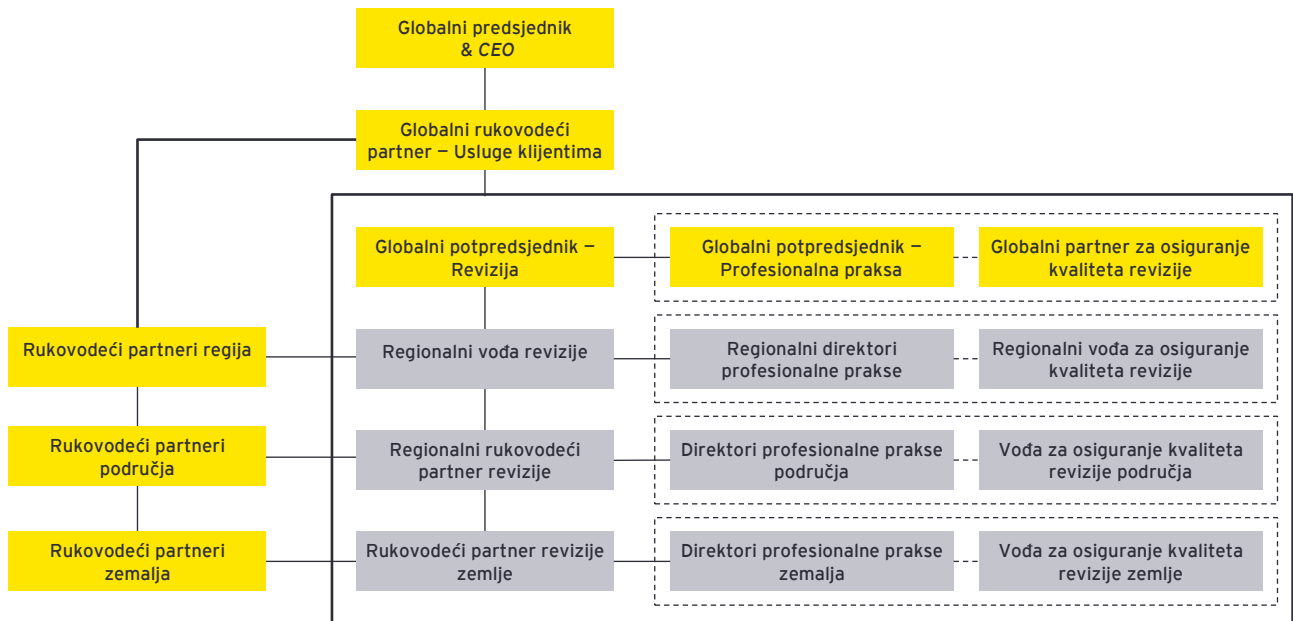 Globalni predsjednik
& CEO
Globalni rukovodeći
partner — Usluge klijentima
Globalni potpredsjednik —
Revizija
Globalni potpredsjednik —
Profesionalna praksa
Globalni partner za osiguranje
kvaliteta revizije
Rukovodeći partneri regija
Regionalni vođa revizije
Regionalni direktori
profesionalne prakse
Regionalni vođa za osiguranje
kvaliteta revizije
Rukovodeći partneri
područja
Regionalni rukovodeći
partner revizije
Direktori profesionalne prakse
područja
Vođa za osiguranje kvaliteta
revizije područja
Rukovodeći partneri
zemalja
Rukovodeći partner revizije
zemlje
Direktori profesionalne prakse
zemalja
Vođa za osiguranje kvaliteta
revizije zemlje